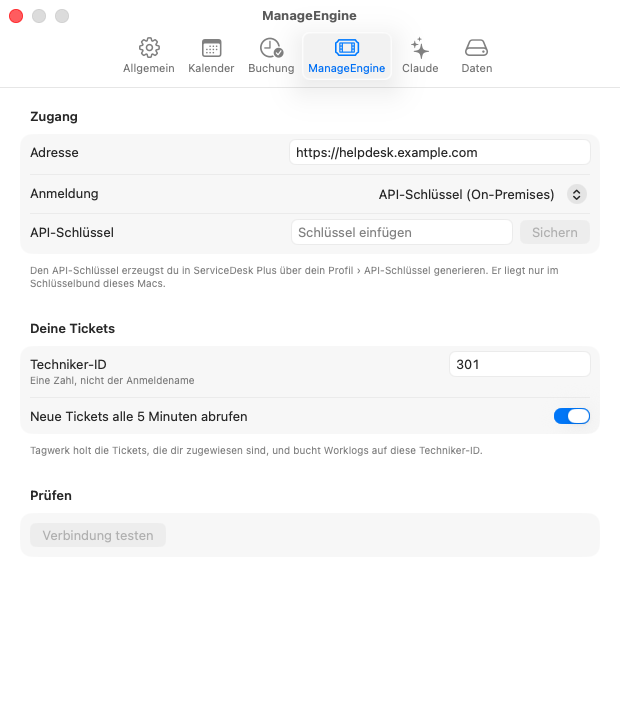 ManageEngine
Allgemein
Kalender
Buchung
ManageEngine
Claude
Daten
Zugang
Adresse
https://helpdesk.example.com
Anmeldung
API-Schlüssel (On-Premises)
API-Schlüssel
Schlüssel einfügen
Sichern
Den API-Schlüssel erzeugst du in ServiceDesk Plus über dein Profil › API-Schlüssel generieren. Er liegt nur im
Schlüsselbund dieses Macs.
Deine Tickets
Techniker-ID
301
Eine Zahl, nicht der Anmeldename
Neue Tickets alle 5 Minuten abrufen
Tagwerk holt die Tickets, die dir zugewiesen sind, und bucht Worklogs auf diese Techniker-ID.
Prüfen
Verbindung testen